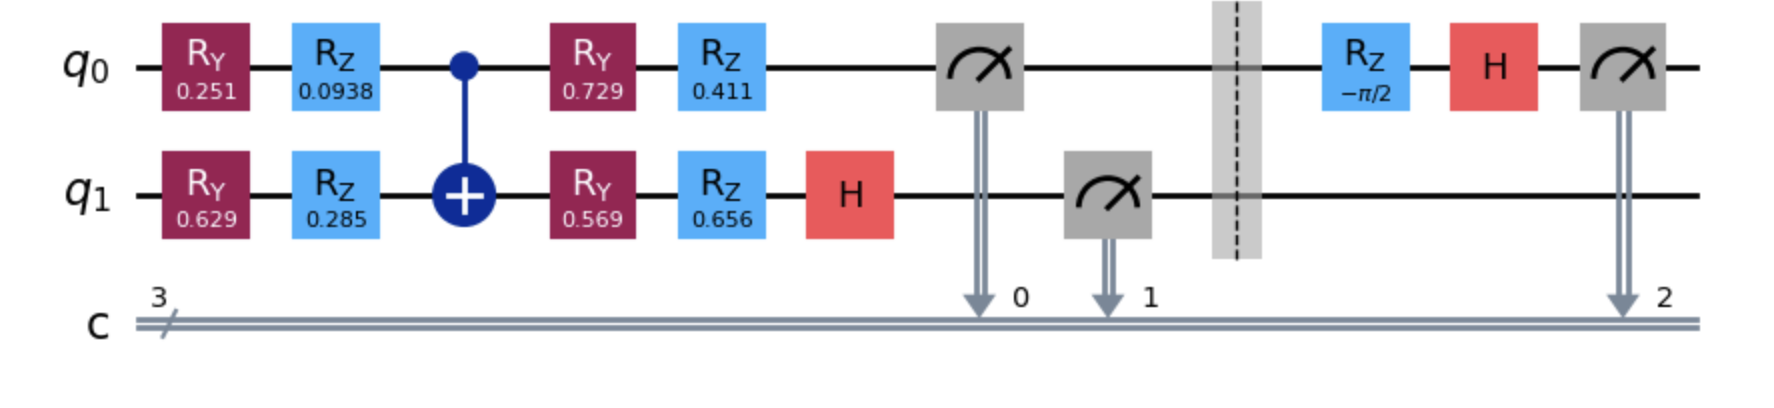 q0 RY 0.251 RZ 0.0938 RY 0.729 RZ 0.411 RZ −π/2 H
q1 RY 0.629 RZ 0.285 + RY 0.569 RZ 0.656 H
c 3 0 1 2